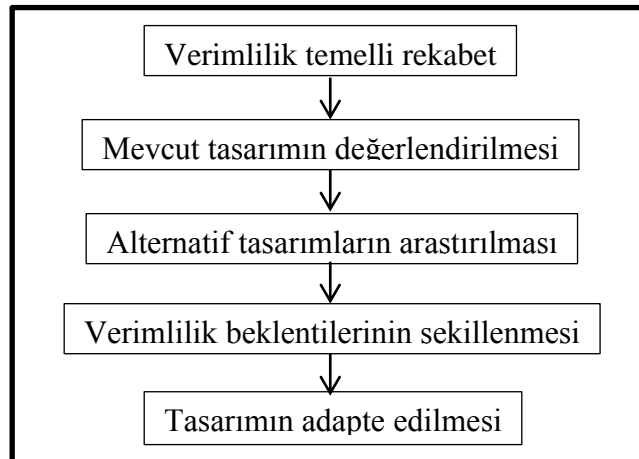 Verimlilik temelli rekabet
Mevcut tasarımın değerlendirilmesi
Alternatif tasarımların arastırılması
Verimlilik beklentilerinin sekillenmesi
Tasarımın adapte edilmesi